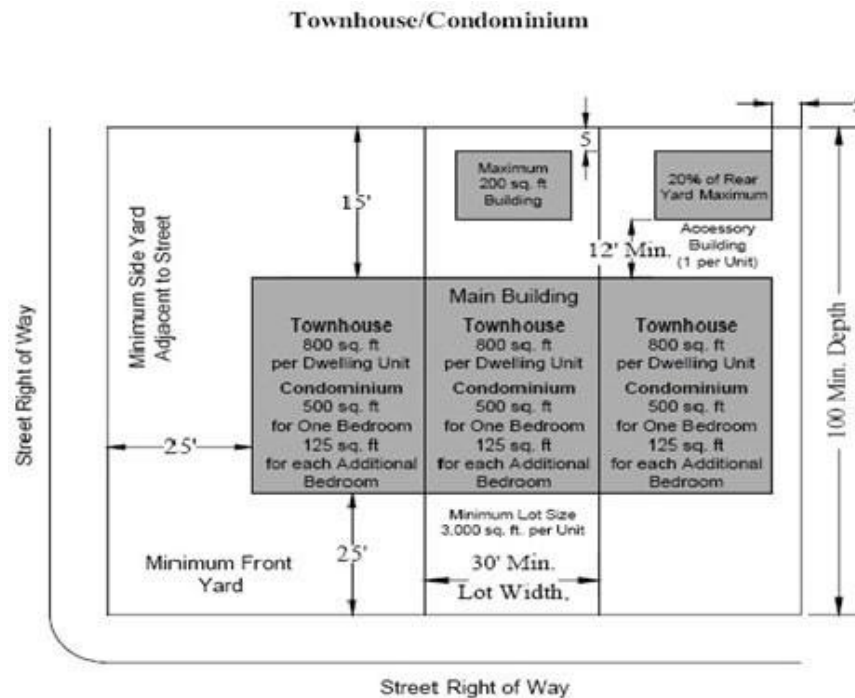 Townhouse/Condominium
5
Maximum
200 sq. ft
Building
20% of Rear
Yard Maximum
15'
Accessory
Building
(1 per Unit)
12' Min.
Minimum Side Yard
Adjacent to Street
Street Right of Way
Main Building
Townhouse
800 sq. ft
per Dwelling Unit
Condominium
500 sq. ft
for One Bedroom
125 sq. ft
for each Additional
Bedroom
Townhouse
800 sq. ft
per Dwelling Unit
Condominium
500 sq. ft
for One Bedroom
125 sq. ft
for each Additional
Bedroom
Townhouse
800 sq. ft
per Dwelling Unit
Condominium
500 sq. ft
for One Bedroom
125 sq. ft
for each Additional
Bedroom
100 Min. Depth
25'
25'
Minimum Front
Yard
Minimum Lot Size
3,000 sq. ft. per Unit
30' Min.
Lot Width.
Street Right of Way